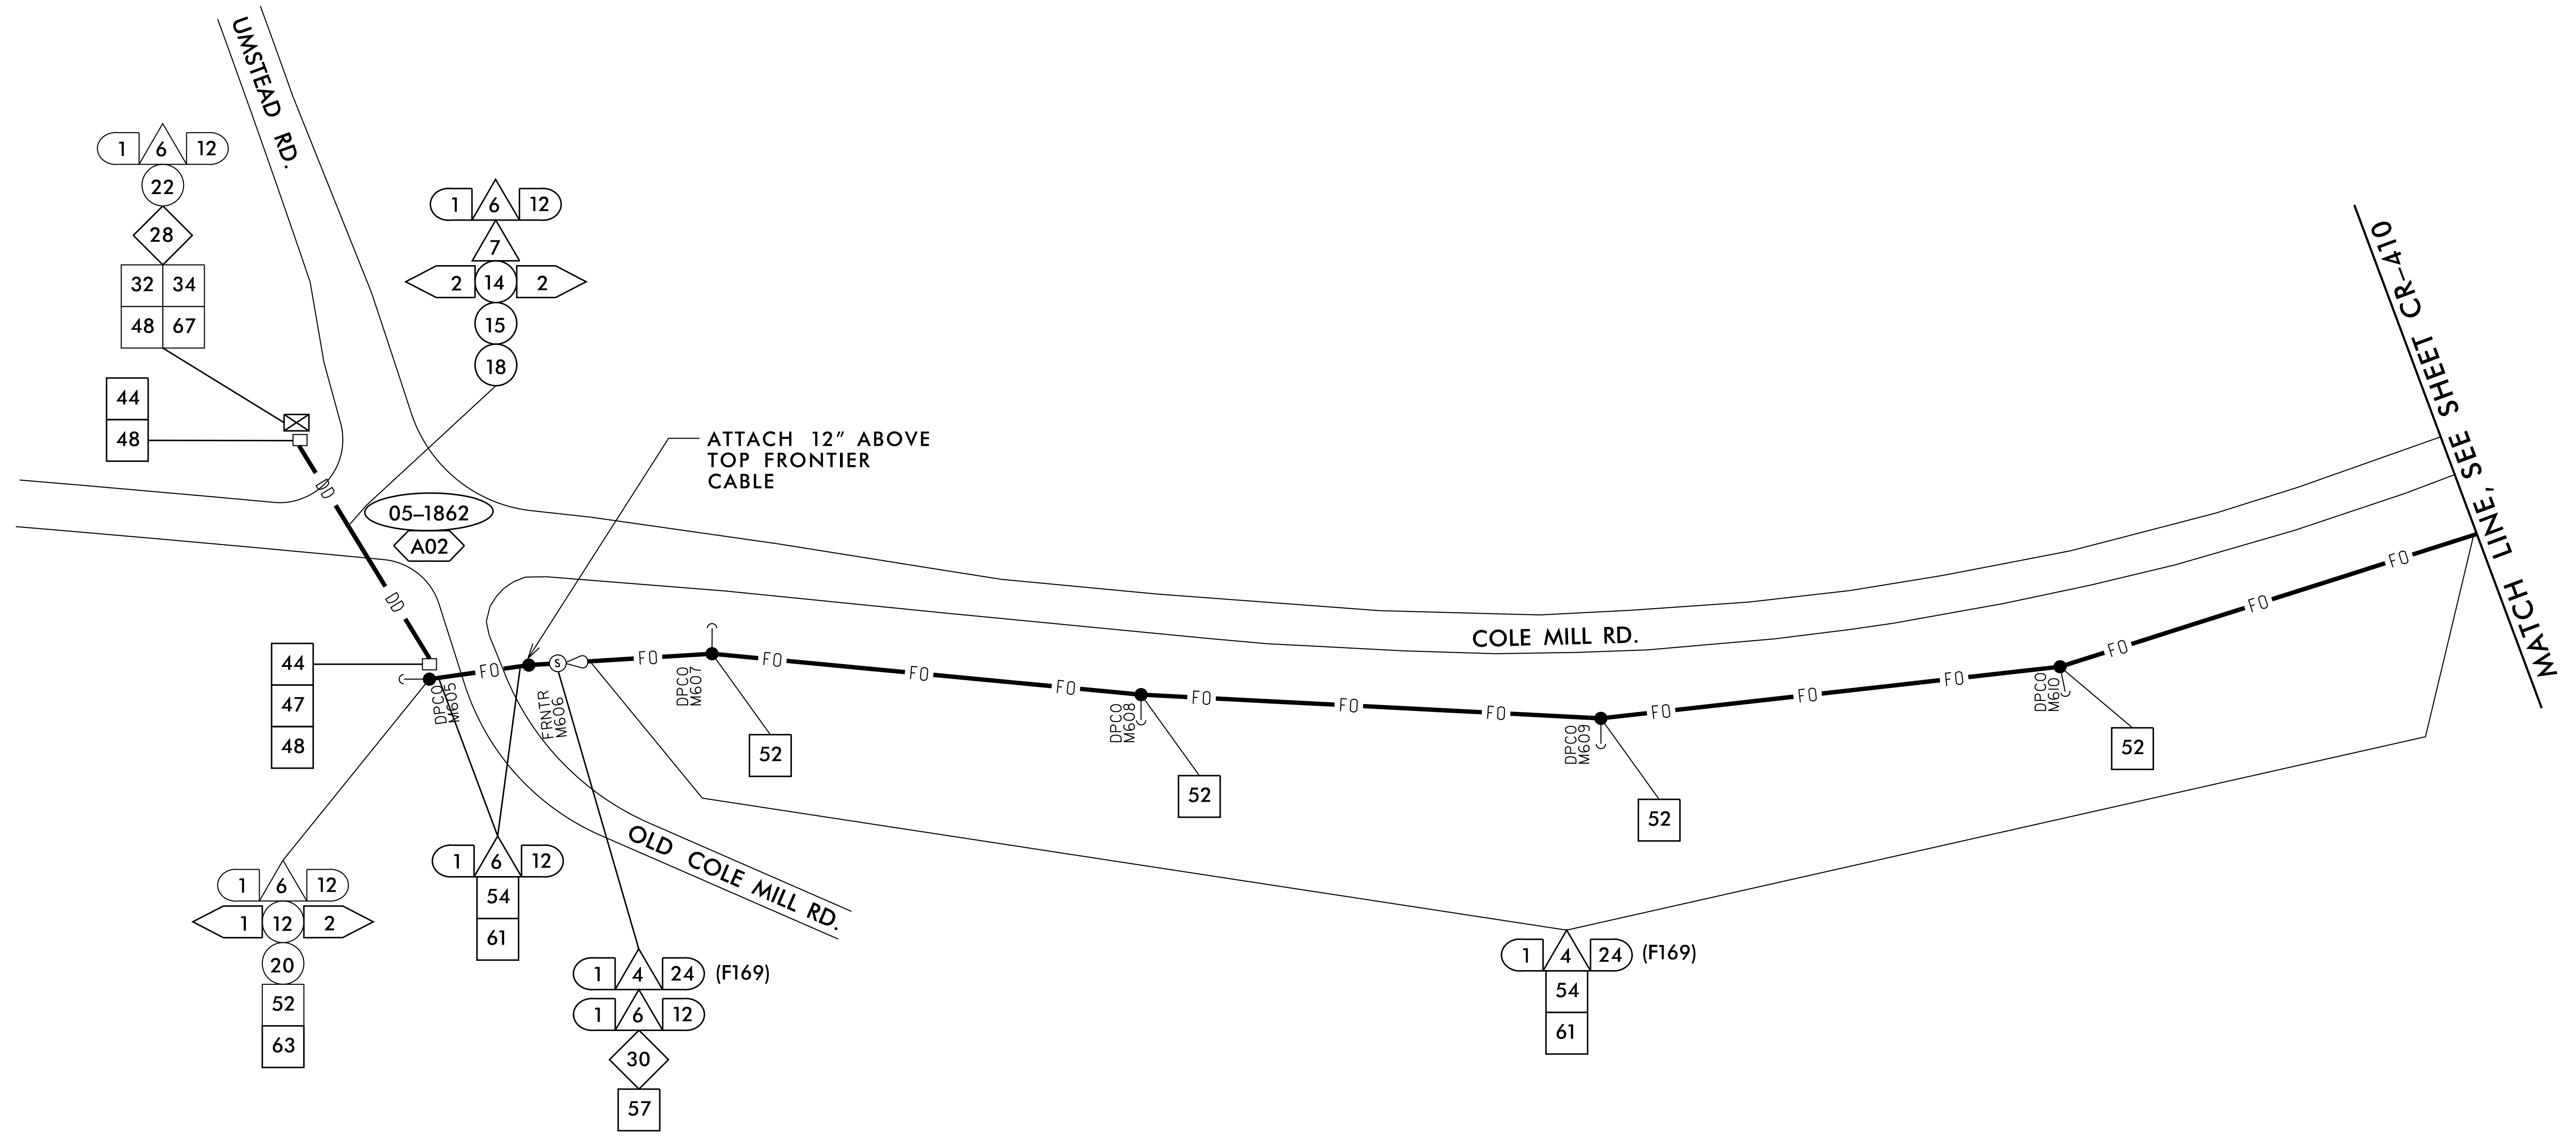 UMSTEAD RD.
1 6 12
22
28
32 34
48 67
44
48
1 6 12
7
2 14 2
15
18
ATTACH 12" ABOVE
TOP FRONTIER
CABLE
05-1862
A02
DD
DD
44
47
48
DPCO
M605
FO
S
FRNTR
M606
FO
DPCO
M607
FO
FO
FO
DPCO
M608
FO
FO
FO
DPCO
M609
FO
FO
FO
DPCO
M610
FO
FO
FO
COLE MILL RD.
MATCH LINE, SEE SHEET CR-410
52
52
52
52
OLD COLE MILL RD.
1 6 12
1 12 2
20
52
63
1 6 12
54
61
1 4 24 (F169)
1 6 12
30
57
1 4 24 (F169)
54
61